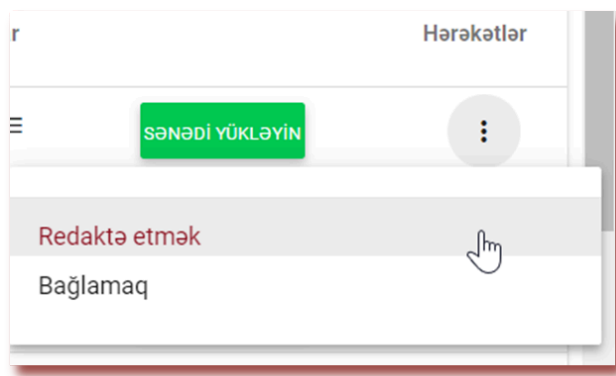 r
Hərəkətlər
SƏNƏDİ YÜKLƏYİN
Redaktə etmək
Bağlamaq